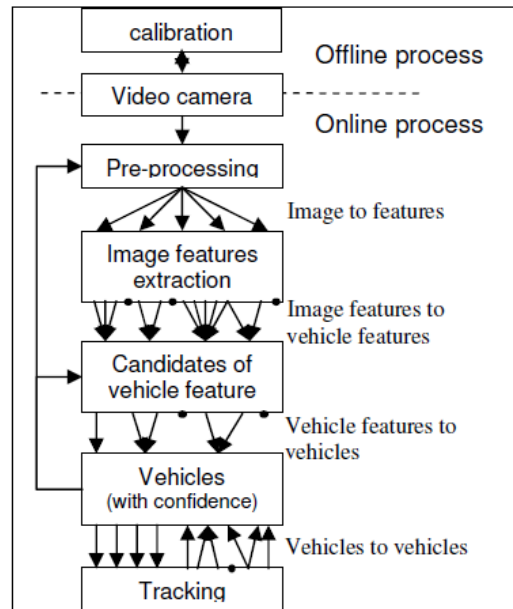 calibration
Offline process
Video camera
Online process
Pre-processing
Image to features
Image features
extraction
Image features to
vehicle features
Candidates of
vehicle feature
Vehicle features to
vehicles
Vehicles
(with confidence)
Vehicles to vehicles
Tracking